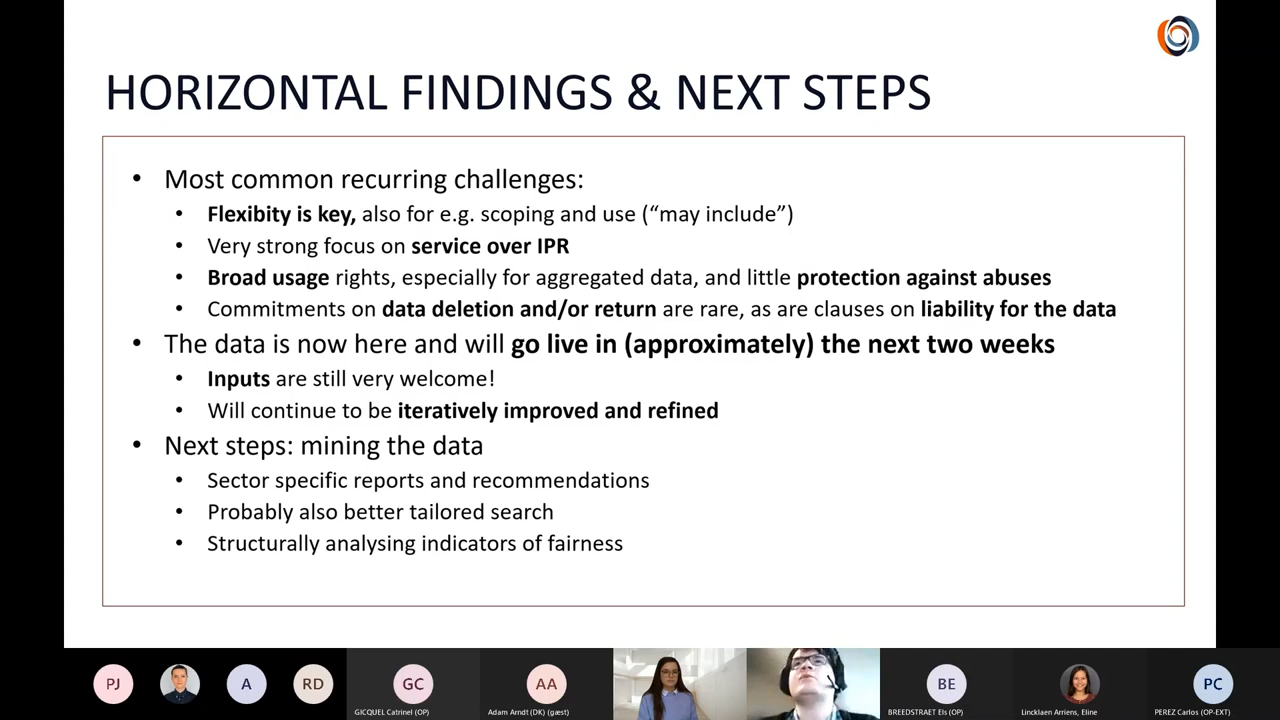 HORIZONTAL FINDINGS & NEXT STEPS
• Most common recurring challenges:
• Flexibity is key, also for e.g. scoping and use (“may include”)
• Very strong focus on service over IPR
• Broad usage rights, especially for aggregated data, and little protection against abuses
• Commitments on data deletion and/or return are rare, as are clauses on liability for the data
• The data is now here and will go live in (approximately) the next two weeks
• Inputs are still very welcome!
• Will continue to be iteratively improved and refined
• Next steps: mining the data
• Sector specific reports and recommendations
• Probably also better tailored search
• Structurally analysing indicators of fairness
PJ
A
RD
GC
GICQUEL Catrinel (OP)
AA
Adam Arndt (DK) (gæst)
BE
BREEDSTRAET Els (OP)
Lincklaen Arriens, Eline
PC
PEREZ Carlos (OP-EXT)